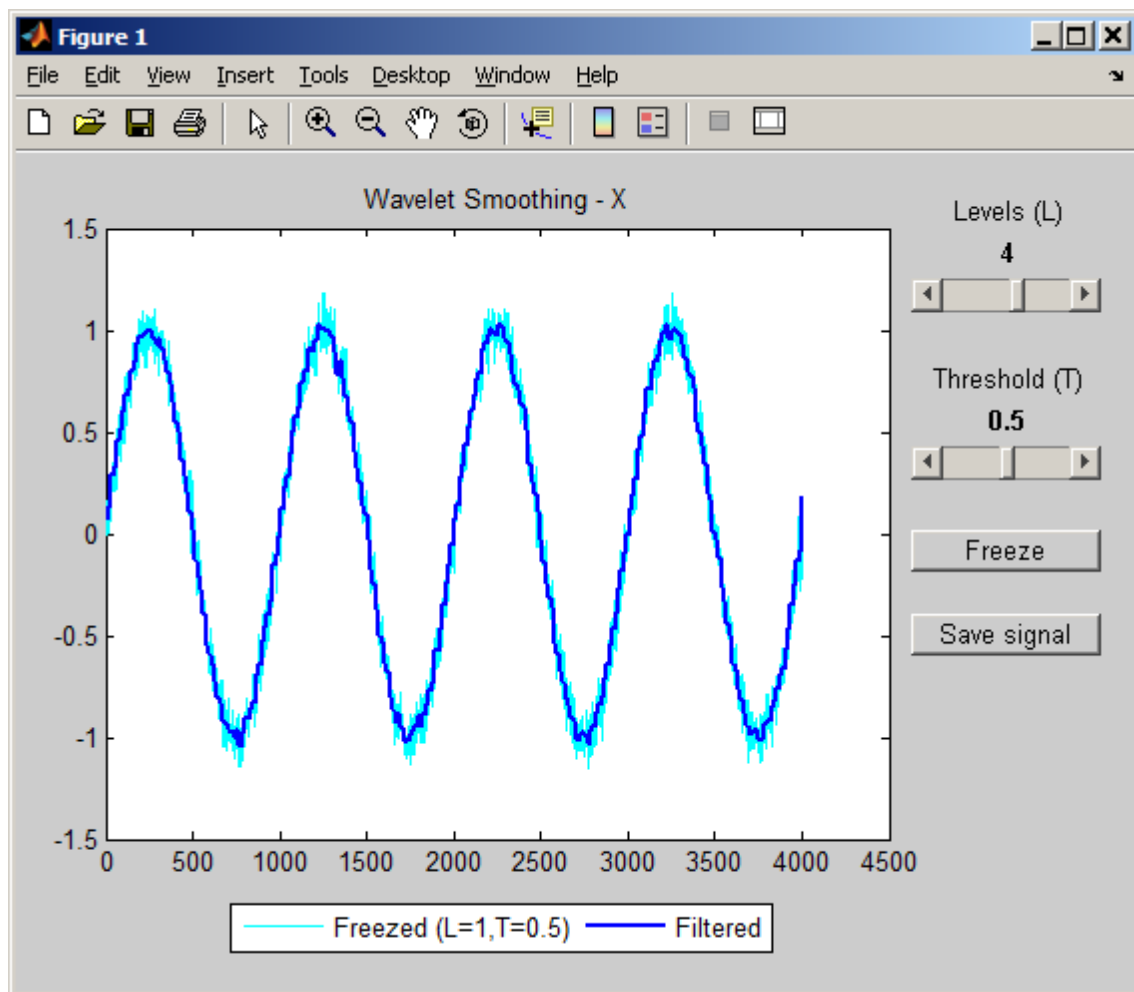 Figure 1
File Edit View Insert Tools Desktop Window Help
Wavelet Smoothing - X
1.5
1
0.5
0
-0.5
-1
-1.5
0 500 1000 1500 2000 2500 3000 3500 4000 4500
Freezed (L=1,T=0.5) Filtered
Levels (L)
4
Threshold (T)
0.5
Freeze
Save signal